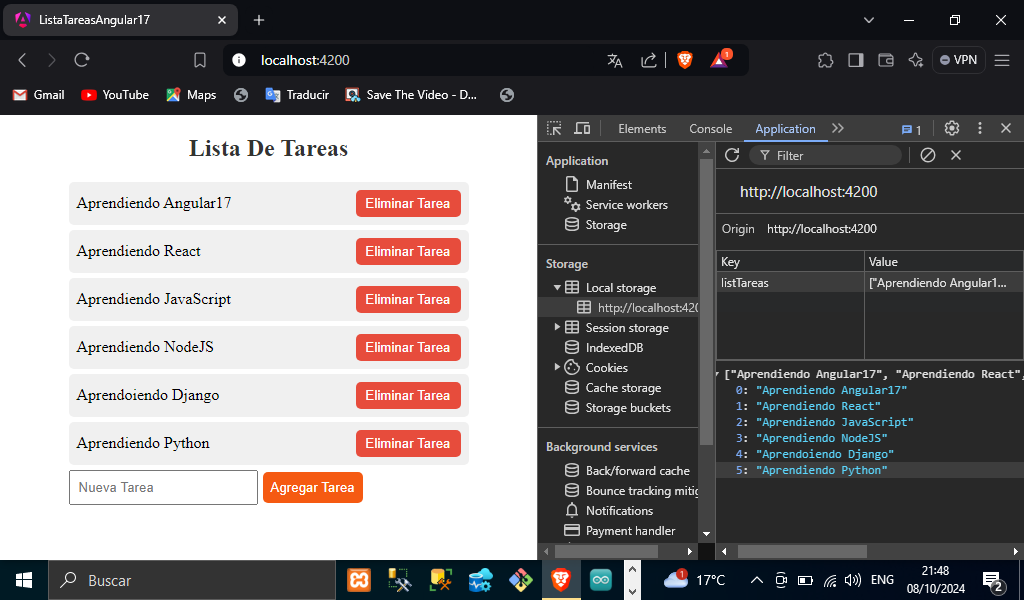 ListaTareasAngular17
localhost:4200
1
VPN
Gmail
YouTube
Maps
Traducir
Save The Video - D...
Lista De Tareas
Aprendiendo Angular17
Eliminar Tarea
Aprendiendo React
Eliminar Tarea
Aprendiendo JavaScript
Eliminar Tarea
Aprendiendo NodeJS
Eliminar Tarea
Aprendoiendo Django
Eliminar Tarea
Aprendiendo Python
Eliminar Tarea
Nueva Tarea
Agregar Tarea
Elements
Console
Application
1
Application
Manifest
Service workers
Storage
Storage
Local storage
http://localhost:420
Session storage
IndexedDB
Cookies
Cache storage
Storage buckets
Background services
Back/forward cache
Bounce tracking mitig
Notifications
Payment handler
Filter
http://localhost:4200
Origin http://localhost:4200
Key Value
listTareas ["Aprendiendo Angular1...
["Aprendiendo Angular17", "Aprendiendo React",
0: "Aprendiendo Angular17"
1: "Aprendiendo React"
2: "Aprendiendo JavaScript"
3: "Aprendiendo NodeJS"
4: "Aprendoiendo Django"
5: "Aprendiendo Python"
Buscar
1
17°C
ENG
21:48
08/10/2024
2